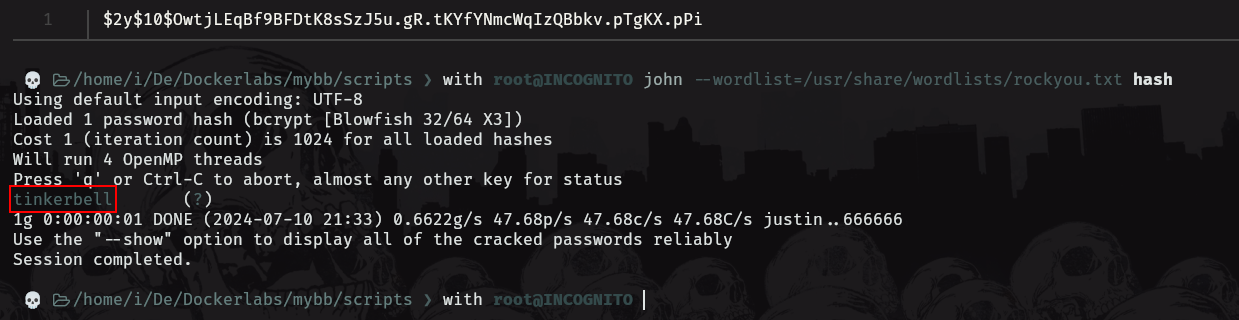 1 $2y$10$OwtjLEqBf9BFDtK8sSzJ5u.gR.tKYfYNmcWqIzQBbkv.pTgKX.pPi
/home/i/De/Dockerlabs/mybb/scripts ❯ with root@INCOGNITO john --wordlist=/usr/share/wordlists/rockyou.txt hash
Using default input encoding: UTF-8
Loaded 1 password hash (bcrypt [Blowfish 32/64 X3])
Cost 1 (iteration count) is 1024 for all loaded hashes
Will run 4 OpenMP threads
Press 'q' or Ctrl-C to abort, almost any other key for status
tinkerbell (?)
1g 0:00:00:01 DONE (2024-07-10 21:33) 0.6622g/s 47.68p/s 47.68c/s 47.68C/s justin..666666
Use the "--show" option to display all of the cracked passwords reliably
Session completed.
/home/i/De/Dockerlabs/mybb/scripts ❯ with root@INCOGNITO